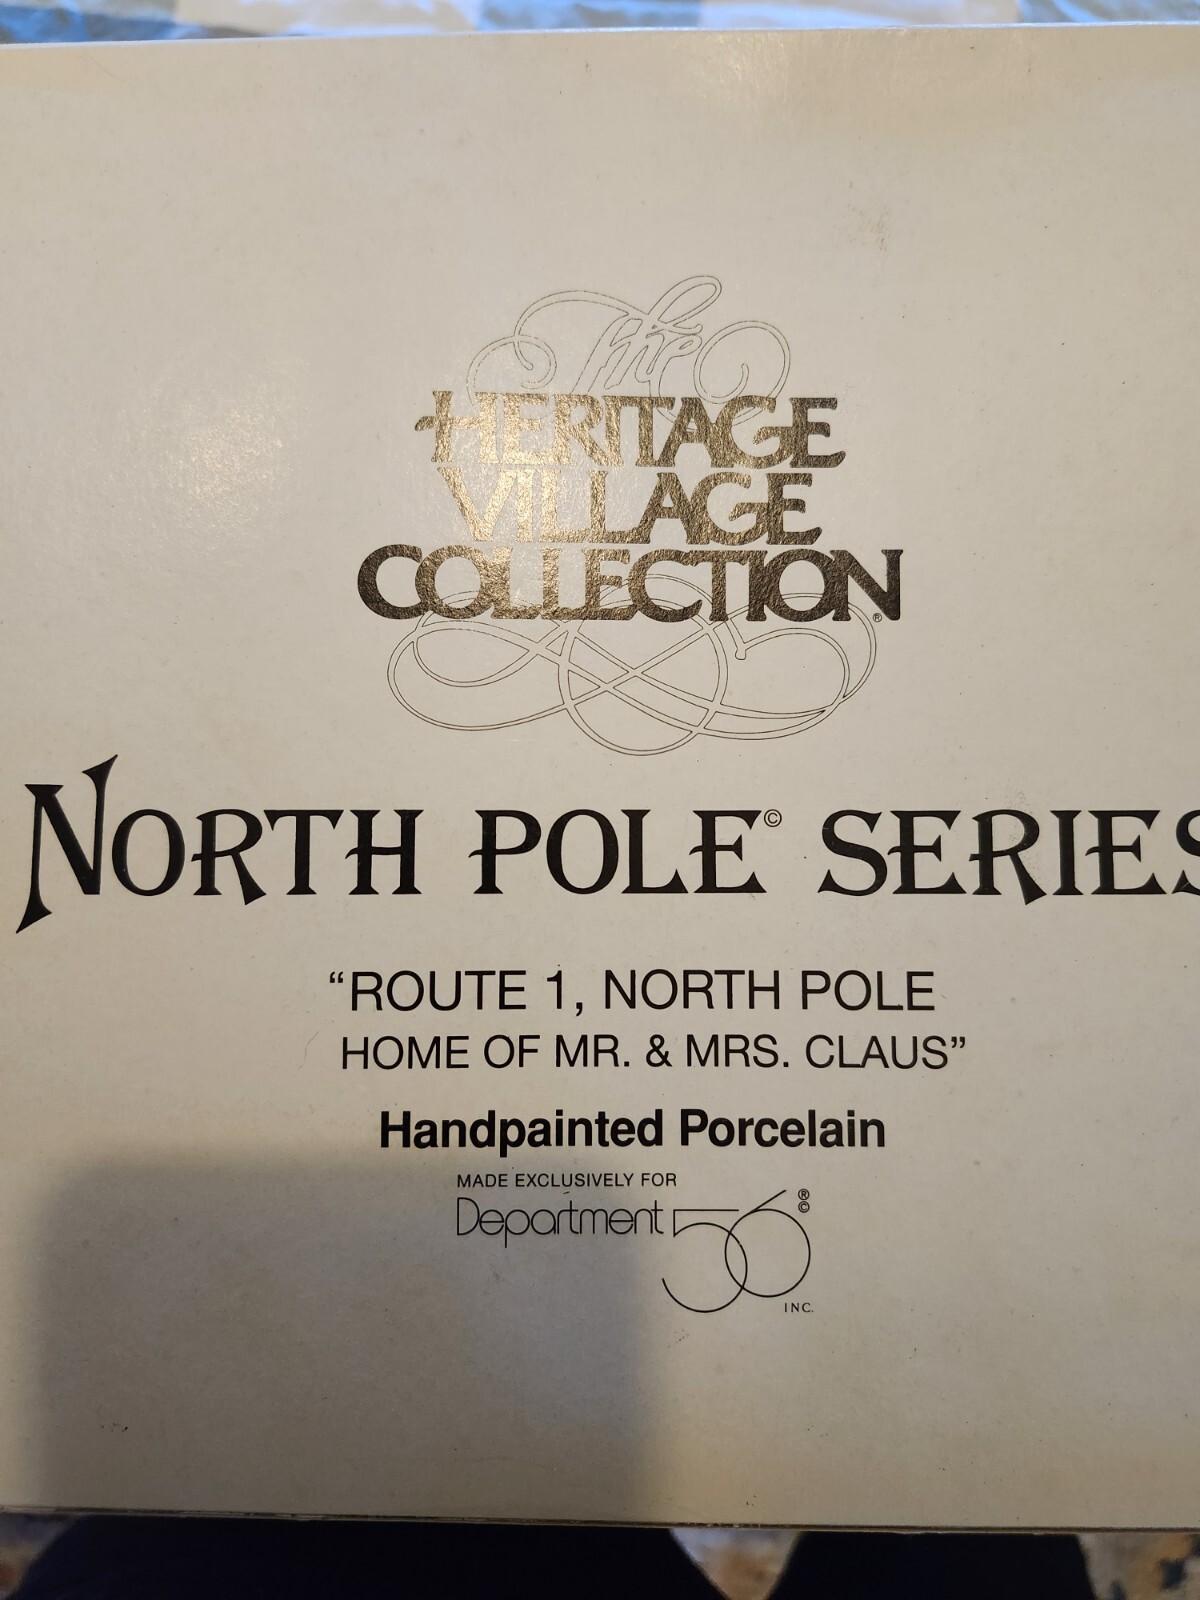 The
HERITAGE
VILLAGE
COLLECTION®
NORTH POLE© SERIES
“ROUTE 1, NORTH POLE
HOME OF MR. & MRS. CLAUS”
Handpainted Porcelain
MADE EXCLUSIVELY FOR
Department 56®©
INC.